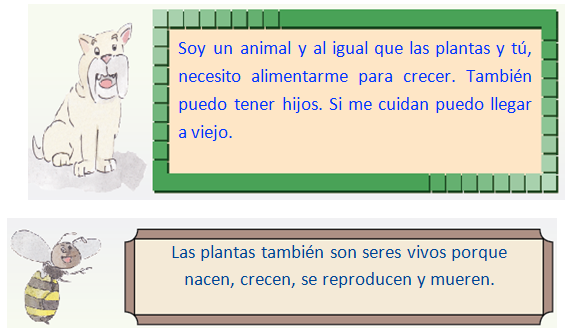 Soy un animal y al igual que las plantas y tú,
necesito alimentarme para crecer. También
puedo tener hijos. Si me cuidan puedo llegar
a viejo.
Las plantas también son seres vivos porque
nacen, crecen, se reproducen y mueren.